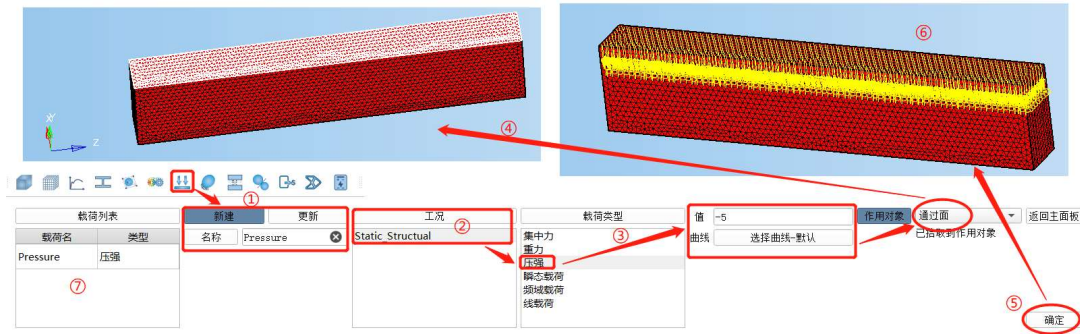 ⑥
④
Y
Z
①
载荷列表
新建
更新
工况
载荷类型
值
-5
作用对象
通过面
返回主面板
载荷名
类型
名称
Pressure
Static_Structual
②
集中力
③
曲线
选择曲线-默认
已拾取到作用对象
Pressure
压强
重力
压强
瞬态载荷
频域载荷
线载荷
⑦
⑤
确定